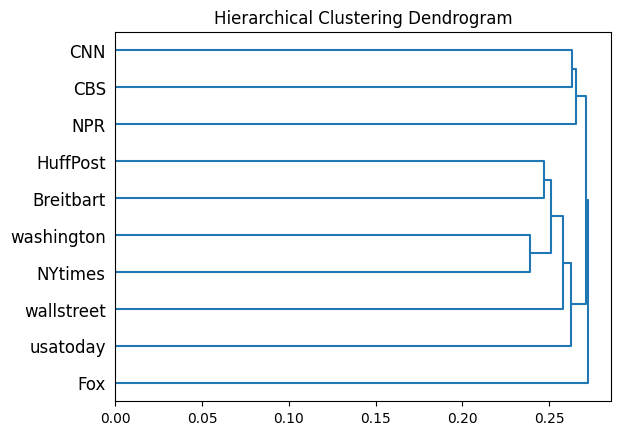 Hierarchical Clustering Dendrogram
CNN
CBS
NPR
HuffPost
Breitbart
washington
NYtimes
wallstreet
usatoday
Fox
0.00 0.05 0.10 0.15 0.20 0.25